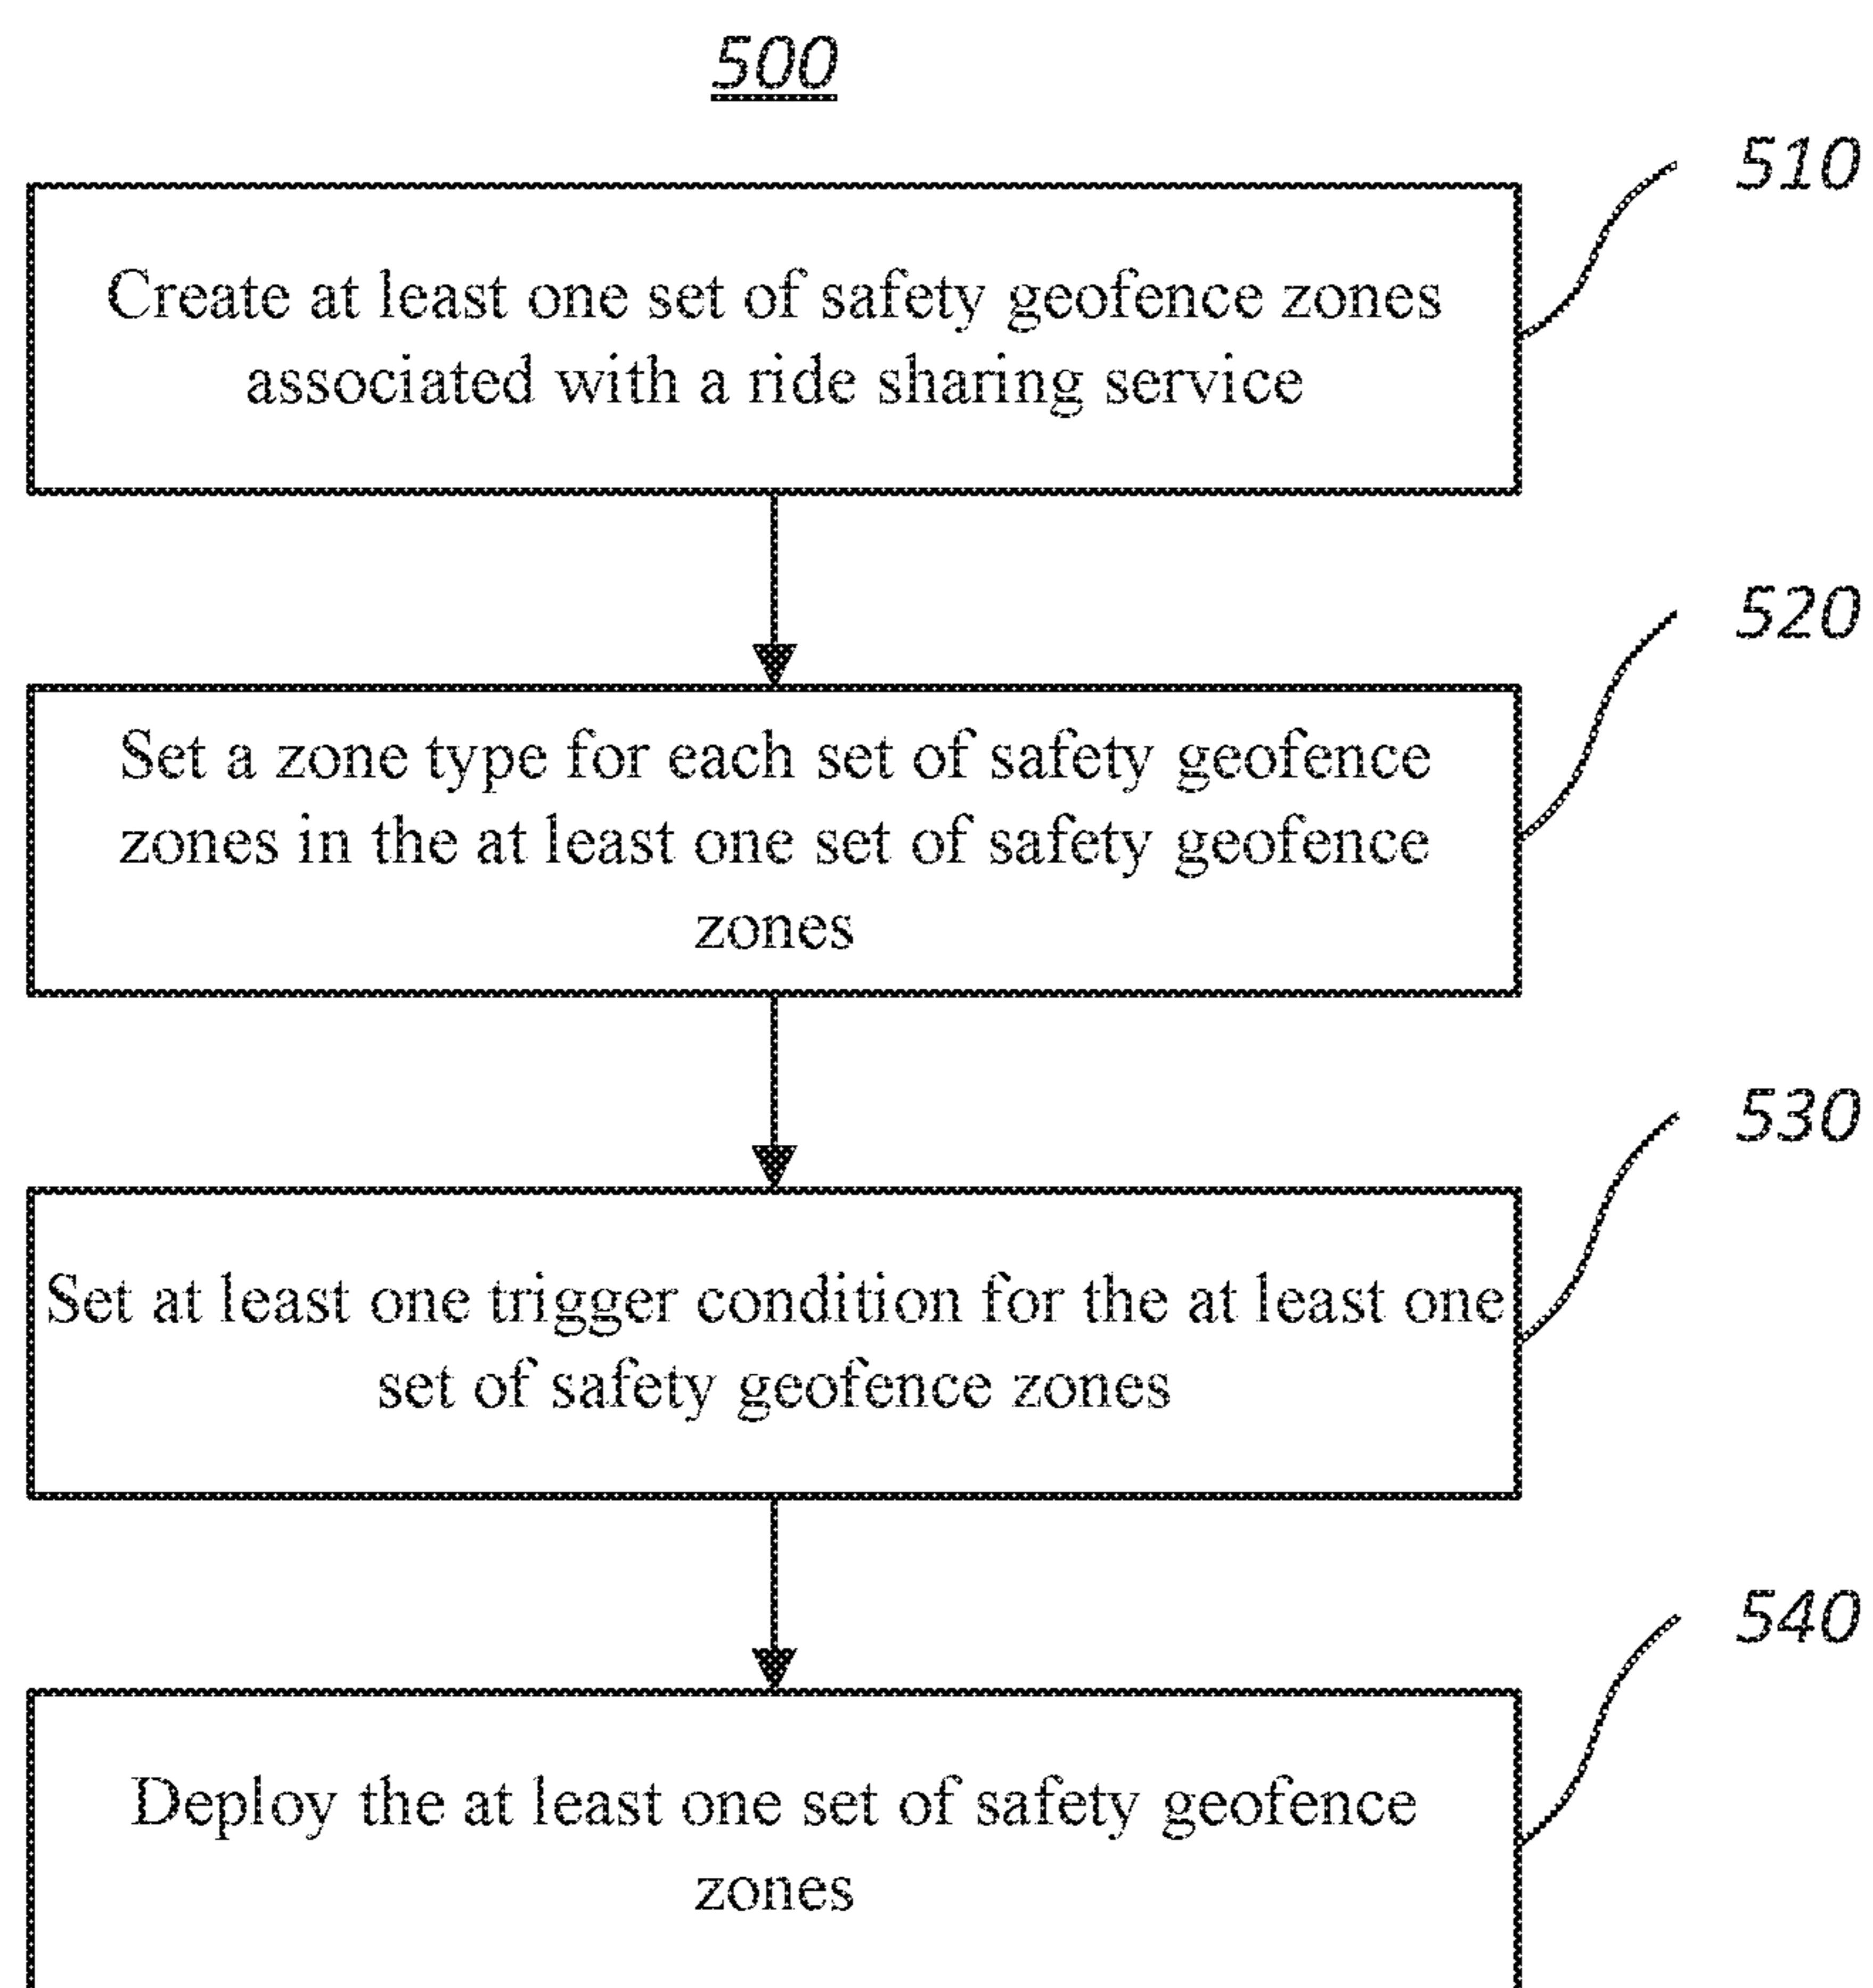 500
510
Create at least one set of safety geofence zones
associated with a ride sharing service
520
Set a zone type for each set of safety geofence
zones in the at least one set of safety geofence
zones
530
Set at least one trigger condition for the at least one
set of safety geofence zones
540
Deploy the at least one set of safety geofence
zones